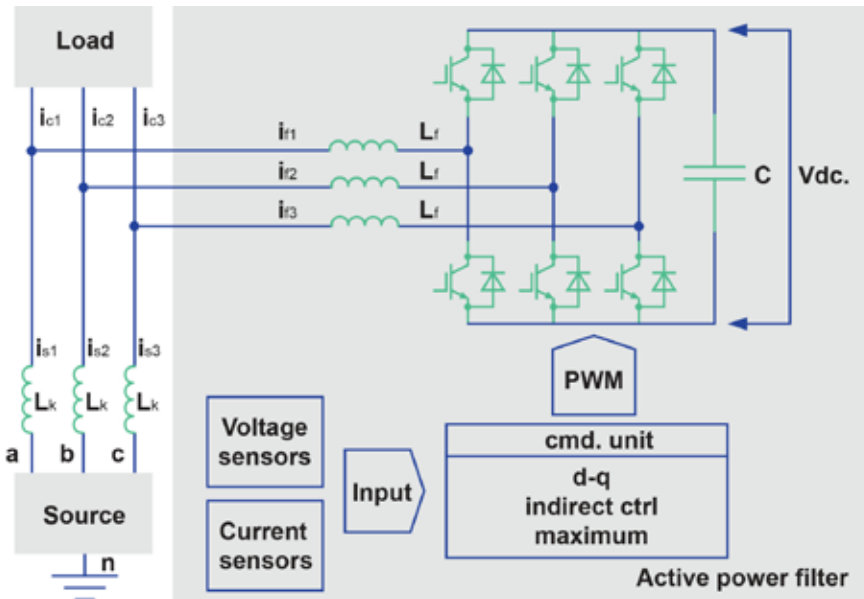 Load
ic1 ic2 ic3
if1 Lf
if2 Lf
if3 Lf
C Vdc.
is1 is2 is3
Lk Lk Lk
a b c
Source
n
PWM
Voltage
sensors
Current
sensors
Input
cmd. unit
d-q
indirect ctrl
maximum
Active power filter